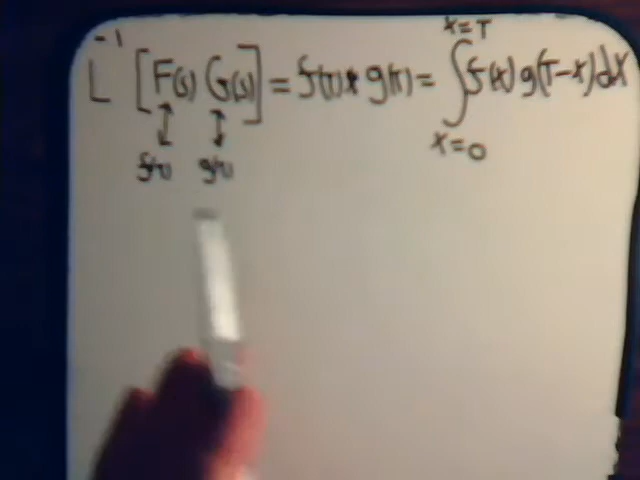 L⁻¹ [F(s) G(s)] = f(T) * g(T) = ∫ f(x) g(T-x) dx
x=T
x=0
↕ ↕
f(T) g(T)